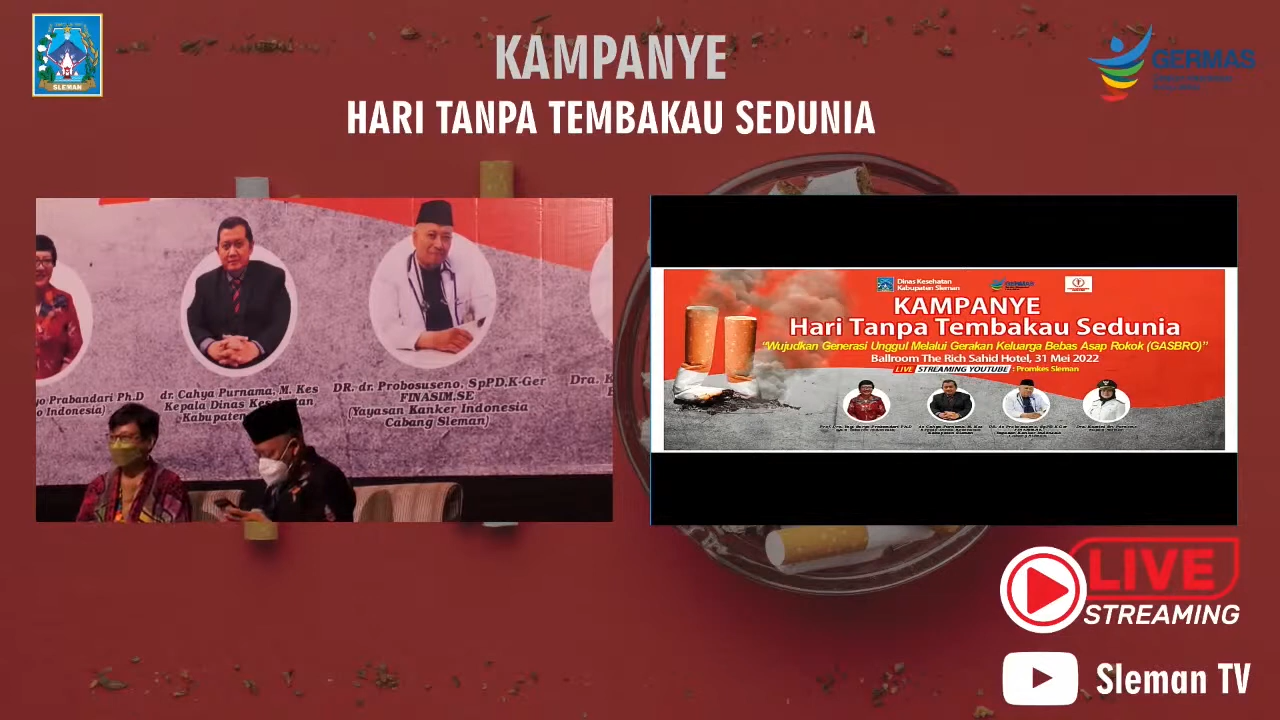 SLEMAN
KAMPANYE
HARI TANPA TEMBAKAU SEDUNIA
GERMAS
yo Prabandari Ph.D
o Indonesia)
dr. Cahya Purnama, M. Kes
Kepala Dinas Kesehatan
Kabupaten
DR. dr. Probosuseno, SpPD,K-Ger
FINASIM,SE
(Yayasan Kanker Indonesia
Cabang Sleman)
Dra. K
Dinas Kesehatan
Kabupaten Sleman
GERMAS
KAMPANYE
Hari Tanpa Tembakau Sedunia
"Wujudkan Generasi Unggul Melalui Gerakan Keluarga Bebas Asap Rokok (GASBRO)"
Ballroom The Rich Sahid Hotel, 31 Mei 2022
LIVE STREAMING YOUTUBE : Promkes Sleman
LIVE
STREAMING
Sleman TV